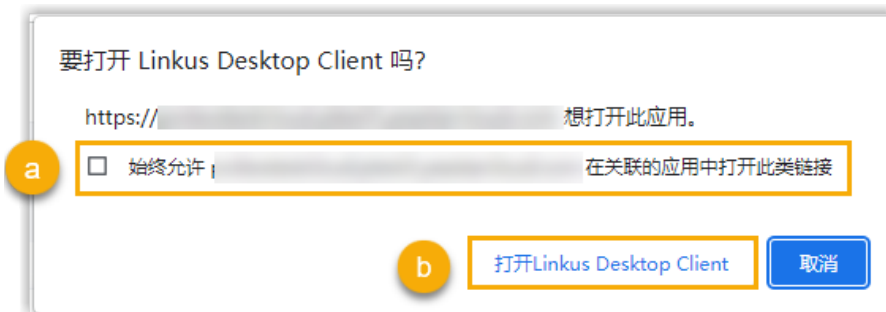 要打开 Linkus Desktop Client 吗?
https:// 想打开此应用。
a
始终允许 在关联的应用中打开此类链接
b
打开Linkus Desktop Client
取消